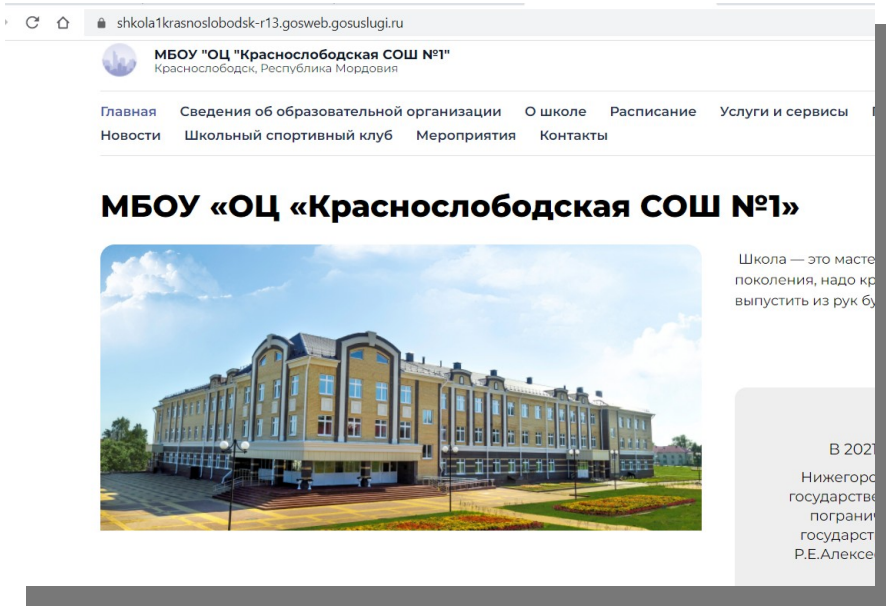 shkola1krasnoslobodsk-r13.gosweb.gosuslugi.ru
МБОУ "ОЦ "Краснослободская СОШ №1"
Краснослободск, Республика Мордовия
Главная Сведения об образовательной организации О школе Расписание Услуги и сервисы
Новости Школьный спортивный клуб Мероприятия Контакты
МБОУ «ОЦ «Краснослободская СОШ №1»
Школа — это масте
поколения, надо кр
выпустить из рук бу
В 2021
Нижегоро
государстве
пограни
государст
Р.Е.Алексе